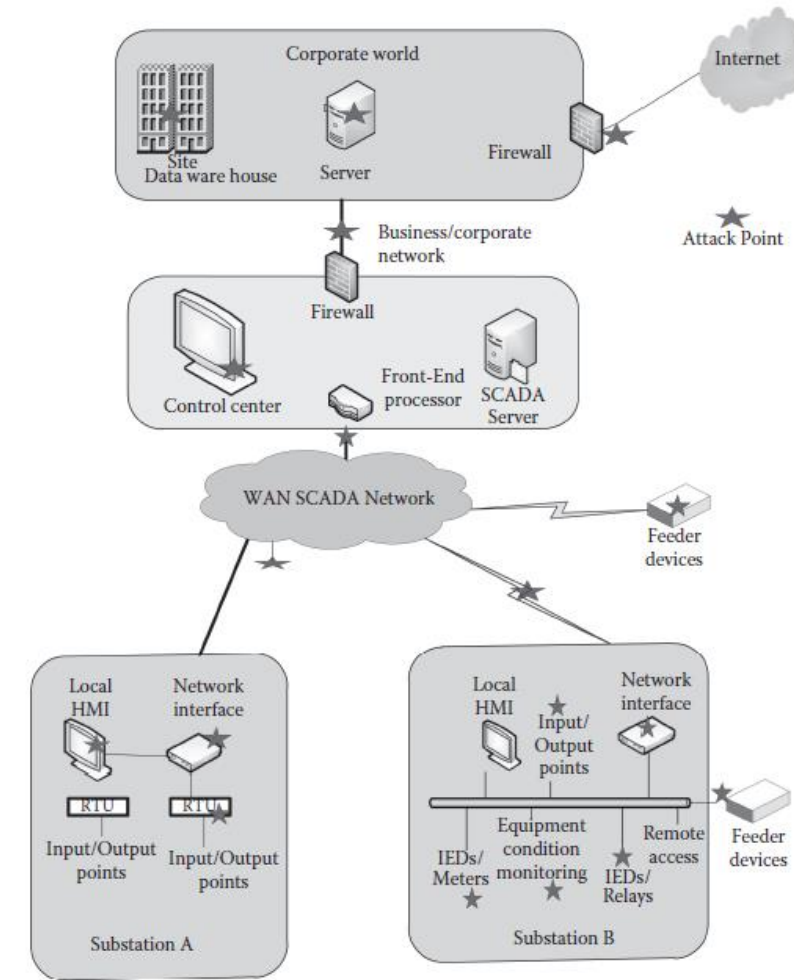 Corporate world
Internet
Site
Data ware house
Server
Firewall
Attack Point
Business/corporate
network
Firewall
Control center
Front-End
processor
SCADA
Server
WAN SCADA Network
Feeder
devices
Local
HMI
Network
interface
RTU
RTU
Input/Output
points
Input/Output
points
Substation A
Local
HMI
Input/
Output
points
Network
interface
IEDs/
Meters
Equipment
condition
monitoring
IEDs/
Relays
Remote
access
Feeder
devices
Substation B